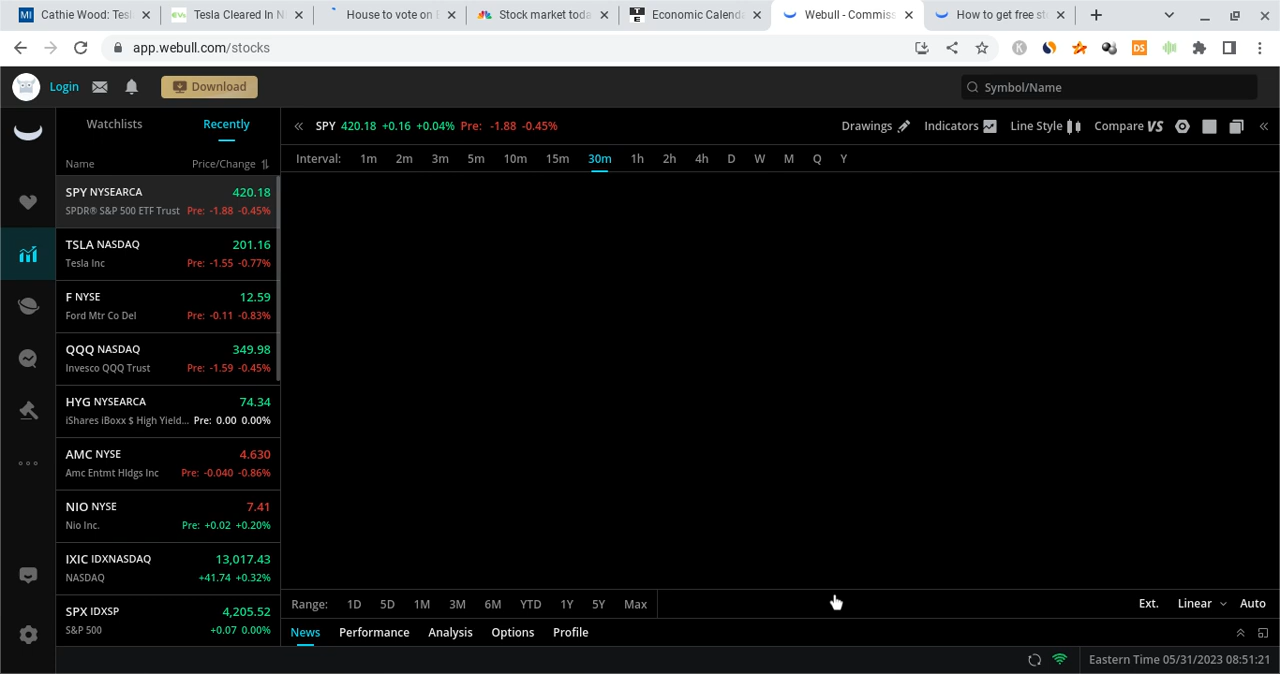 Cathie Wood: Tesl
Tesla Cleared In N
House to vote on
Stock market toda
Economic Calenda
Webull - Commiss
How to get free st
app.webull.com/stocks
Login
Download
Symbol/Name
Watchlists
Recently
SPY 420.18 +0.16 +0.04% Pre: -1.88 -0.45%
Drawings
Indicators
Line Style
Compare VS
Name
Price/Change
Interval: 1m 2m 3m 5m 10m 15m 30m 1h 2h 4h D W M Q Y
SPY NYSEARCA 420.18
SPDR® S&P 500 ETF Trust Pre: -1.88 -0.45%
TSLA NASDAQ 201.16
Tesla Inc Pre: -1.55 -0.77%
F NYSE 12.59
Ford Mtr Co Del Pre: -0.11 -0.83%
QQQ NASDAQ 349.98
Invesco QQQ Trust Pre: -1.59 -0.45%
HYG NYSEARCA 74.34
iShares iBoxx $ High Yield... Pre: 0.00 0.00%
AMC NYSE 4.630
Amc Entmt Hldgs Inc Pre: -0.040 -0.86%
NIO NYSE 7.41
Nio Inc. Pre: +0.02 +0.20%
IXIC IDXNASDAQ 13,017.43
NASDAQ +41.74 +0.32%
SPX IDXSP 4,205.52
S&P 500 +0.07 0.00%
Range: 1D 5D 1M 3M 6M YTD 1Y 5Y Max
Ext. Linear Auto
News Performance Analysis Options Profile
Eastern Time 05/31/2023 08:51:21